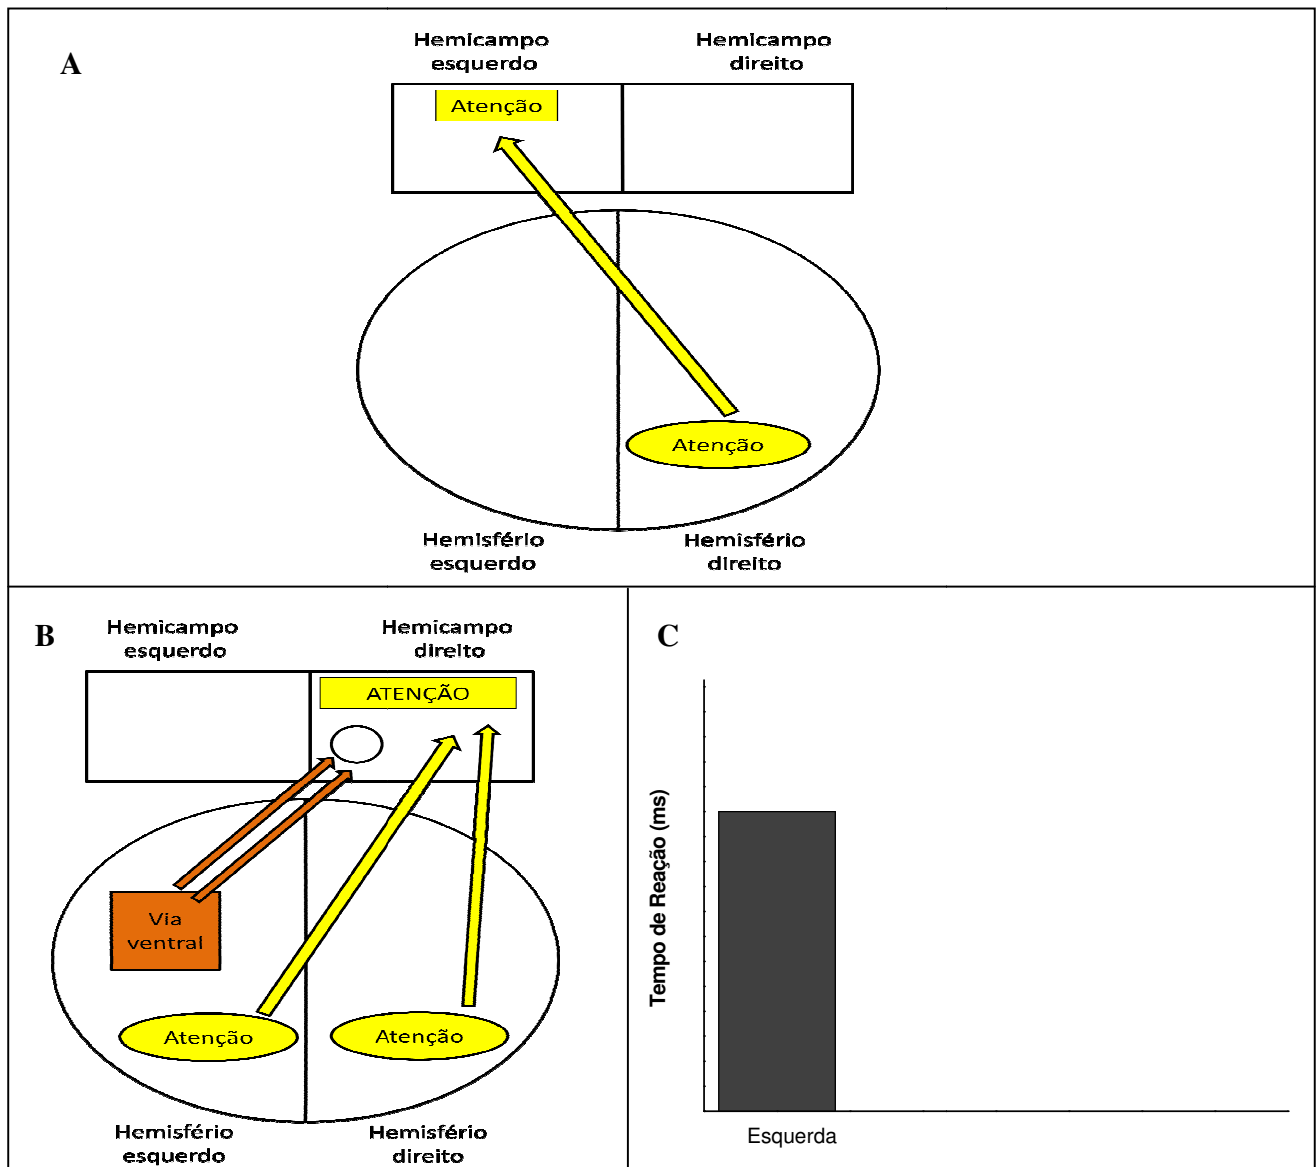 A
Hemicampo
esquerdo
Hemicampo
direito
Atenção
Atenção
Hemisfério
esquerdo
Hemisfério
direito
B
Hemicampo
esquerdo
Hemicampo
direito
ATENÇÃO
Via
ventral
Atenção
Atenção
Hemisfério
esquerdo
Hemisfério
direito
C
Tempo de Reação (ms)
Esquerda